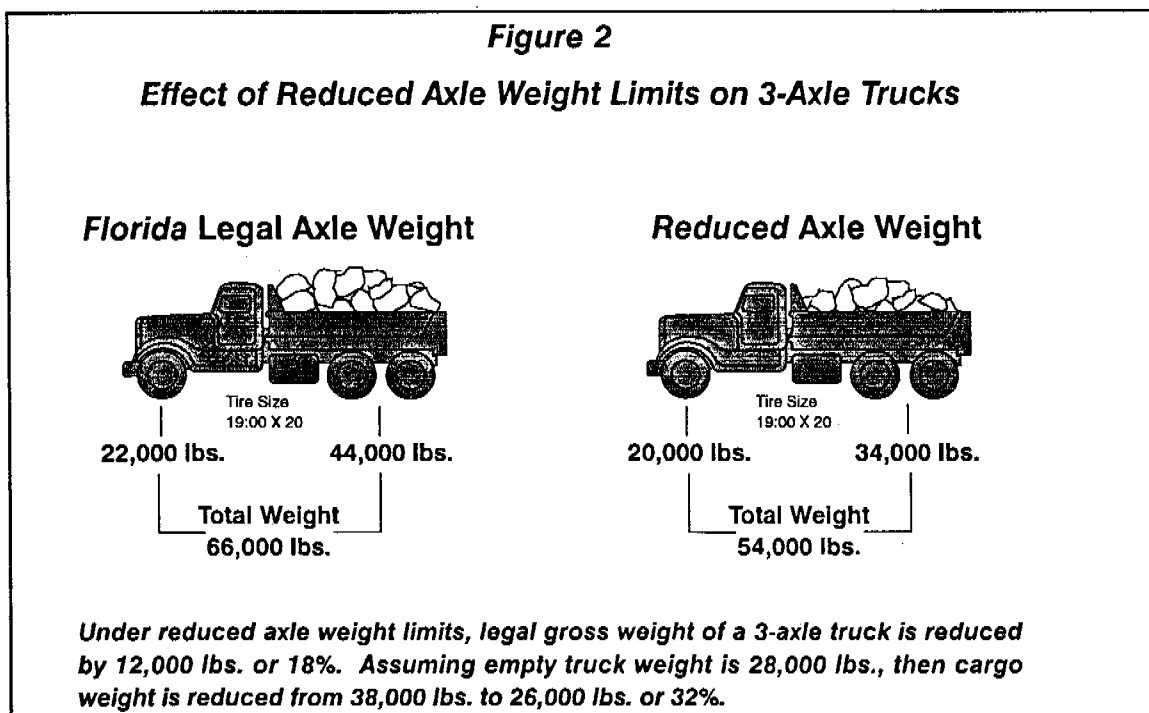 Figure 2
Effect of Reduced Axle Weight Limits on 3-Axle Trucks
Florida Legal Axle Weight
Tire Size
19:00 X 20
22,000 lbs. 44,000 lbs.
Total Weight
66,000 lbs.
Reduced Axle Weight
Tire Size
19:00 X 20
20,000 lbs. 34,000 lbs.
Total Weight
54,000 lbs.
Under reduced axle weight limits, legal gross weight of a 3-axle truck is reduced
by 12,000 lbs. or 18%. Assuming empty truck weight is 28,000 lbs., then cargo
weight is reduced from 38,000 lbs. to 26,000 lbs. or 32%.